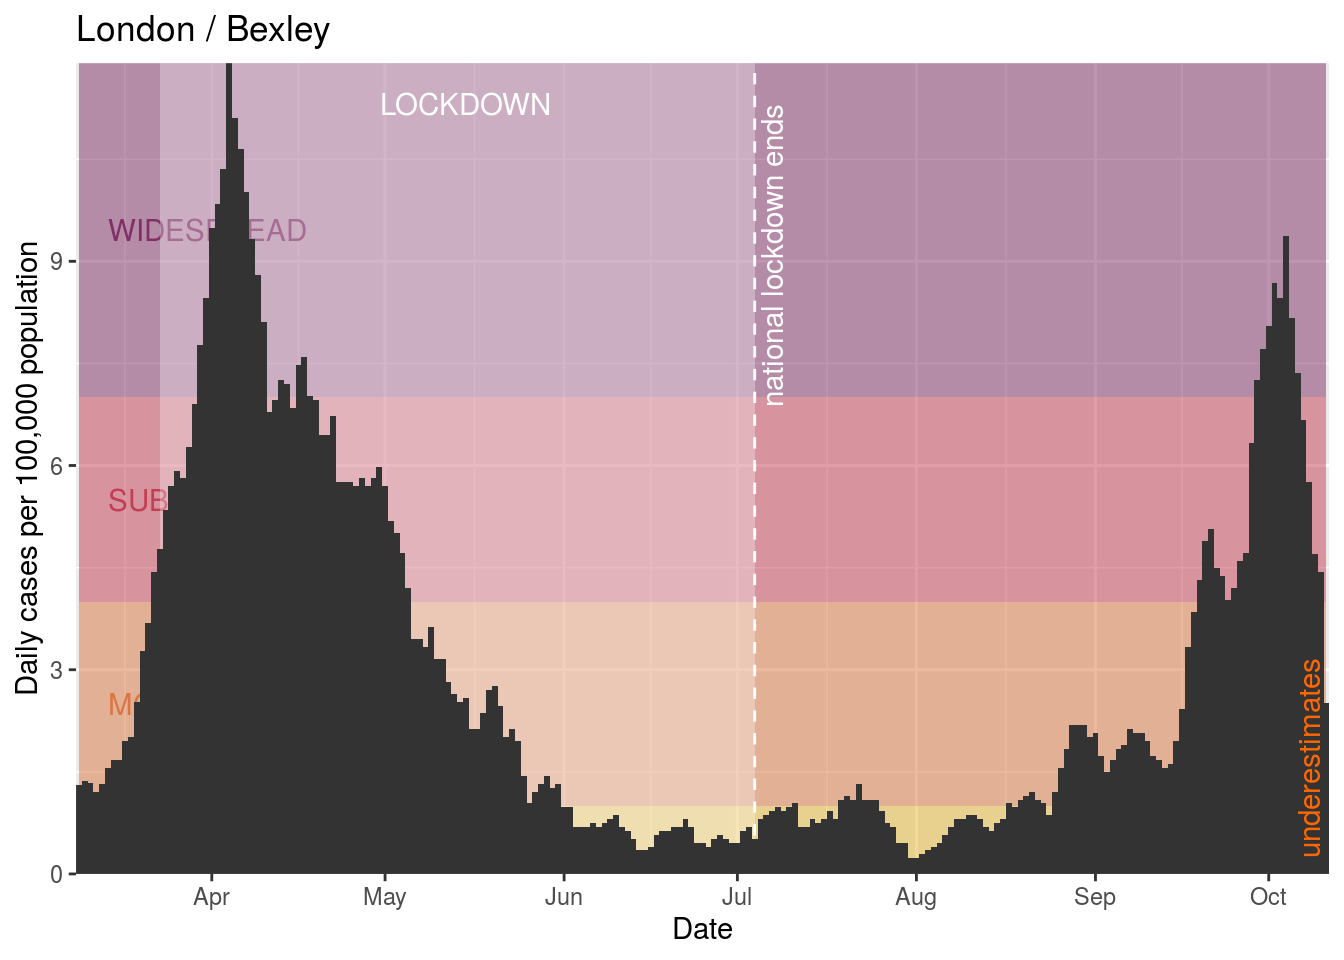 London / Bexley
LOCKDOWN
national lockdown ends
Daily cases per 100,000 population
9
6
3
0
underestimates
Apr May Jun Jul Aug Sep Oct
Date